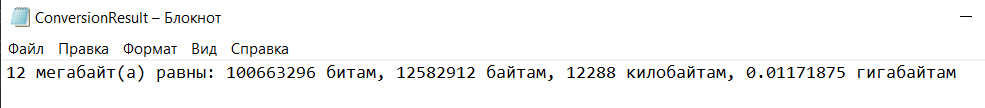 ConversionResult – Блокнот
Файл Правка Формат Вид Справка
12 мегабайт(а) равны: 100663296 битам, 12582912 байтам, 12288 килобайтам, 0.01171875 гигабайтам